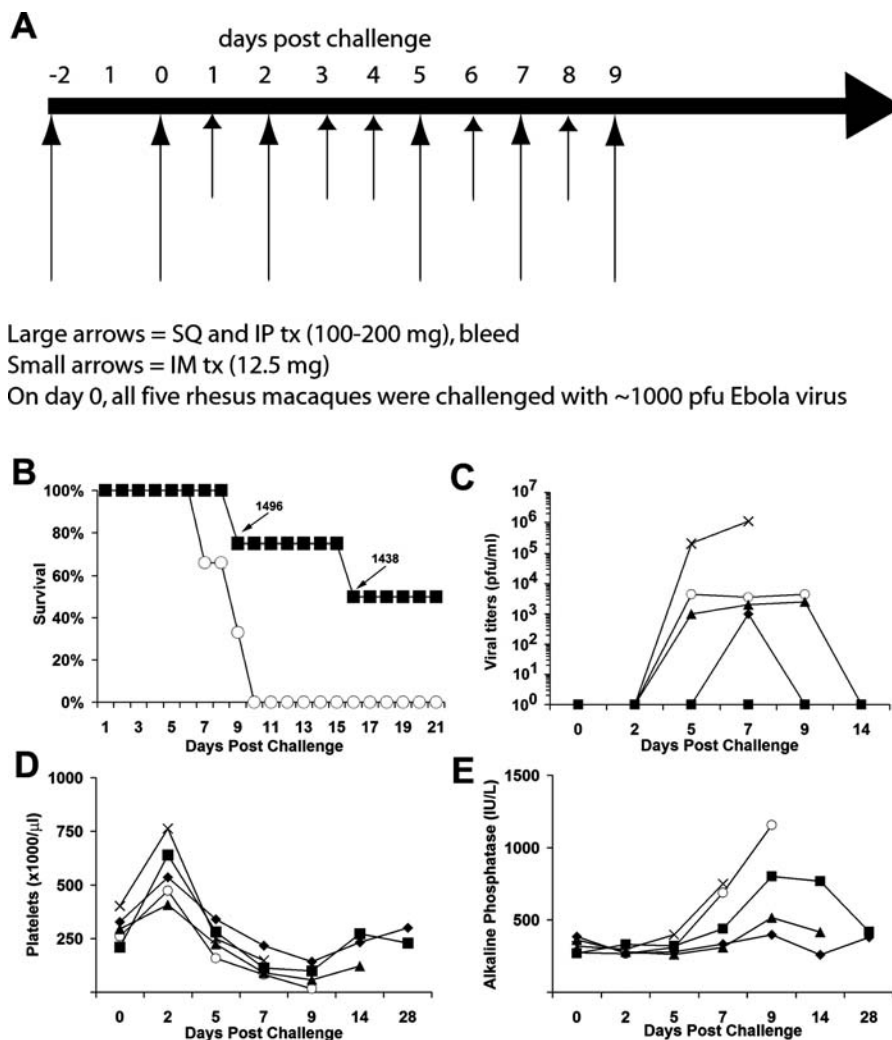 A
days post challenge
-2 1 0 1 2 3 4 5 6 7 8 9
Large arrows = SQ and IP tx (100-200 mg), bleed
Small arrows = IM tx (12.5 mg)
On day 0, all five rhesus macaques were challenged with ~1000 pfu Ebola virus
B
Survival
100%
80%
60%
40%
20%
0%
1496
1438
1 3 5 7 9 11 13 15 17 19 21
Days Post Challenge
C
Viral titers (pfu/ml)
10⁷
10⁶
10⁵
10⁴
10³
10²
10¹
10⁰
0 2 5 7 9 14
Days Post Challenge
D
Platelets (x1000/µl)
1000
750
500
250
0 2 5 7 9 14 28
Days Post Challenge
E
Alkaline Phosphatase (IU/L)
1500
1000
500
0 2 5 7 9 14 28
Days Post Challenge